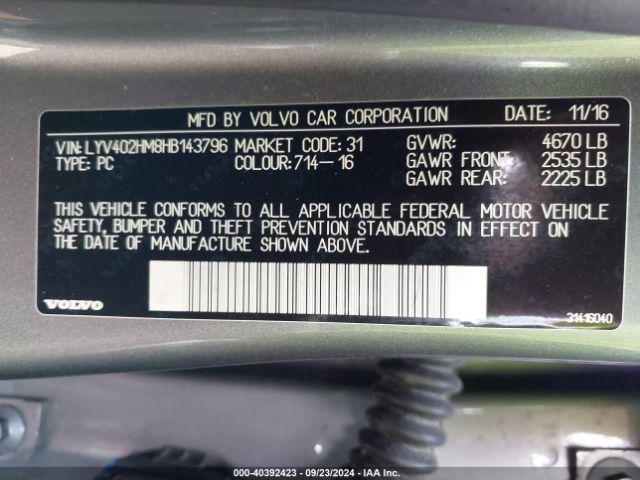 MFD BY VOLVO CAR CORPORATION DATE: 11/16
VIN: LYV402HM8HB143796 MARKET CODE: 31 GVWR: 4670 LB
TYPE: PC COLOUR: 714-16 GAWR FRONT: 2535 LB
GAWR REAR: 2225 LB
THIS VEHICLE CONFORMS TO ALL APPLICABLE FEDERAL MOTOR VEHICLE
SAFETY, BUMPER AND THEFT PREVENTION STANDARDS IN EFFECT ON
THE DATE OF MANUFACTURE SHOWN ABOVE.
VOLVO 31416040
000-40392423 - 09/23/2024 - IAA Inc.